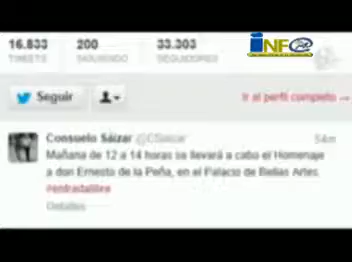 INFO
16.833 200 33.303
TWEETS SIGUIENDO SEGUIDORES
Seguir
Ir al perfil completo →
Consuelo Sáizar @CSaizar 54m
Mañana de 12 a 14 horas se llevará a cabo el Homenaje
a don Ernesto de la Peña, en el Palacio de Bellas Artes.
#entradalibre
Detalles